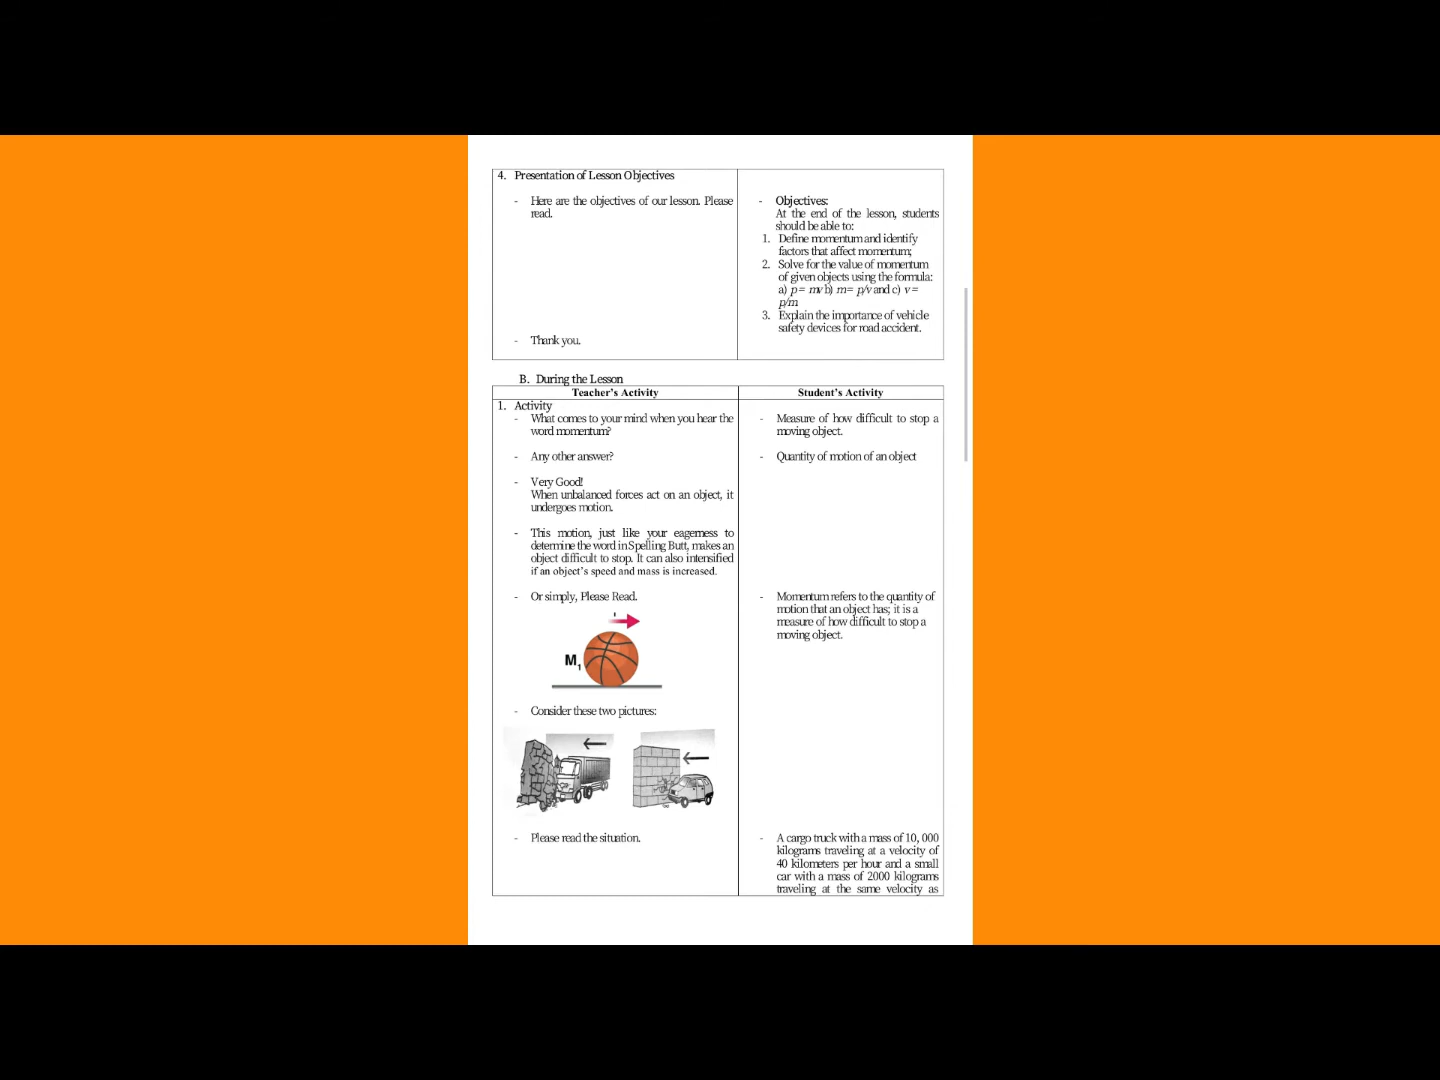 4. Presentation of Lesson Objectives
- Here are the objectives of our lesson. Please
read.
- Thank you.
- Objectives:
At the end of the lesson, students
should be able to:
1. Define momentum and identify
factors that affect momentum;
2. Solve for the value of momentum
of given objects using the formula:
a) p = mv b) m = p/v and c) v =
p/m
3. Explain the importance of vehicle
safety devices for road accident.
B. During the Lesson
Teacher's Activity
Student's Activity
1. Activity
- What comes to your mind when you hear the
word momentum?
- Measure of how difficult to stop a
moving object.
- Any other answer?
- Quantity of motion of an object
- Very Good!
When unbalanced forces act on an object, it
undergoes motion.
- This motion, just like your eagerness to
determine the word in Spelling Butt, makes an
object difficult to stop. It can also intensified
if an object's speed and mass is increased.
- Or simply, Please Read.
- Momentum refers to the quantity of
motion that an object has; it is a
measure of how difficult to stop a
moving object.
M1
- Consider these two pictures:
- Please read the situation.
- A cargo truck with a mass of 10, 000
kilograms traveling at a velocity of
40 kilometers per hour and a small
car with a mass of 2000 kilograms
traveling at the same velocity as